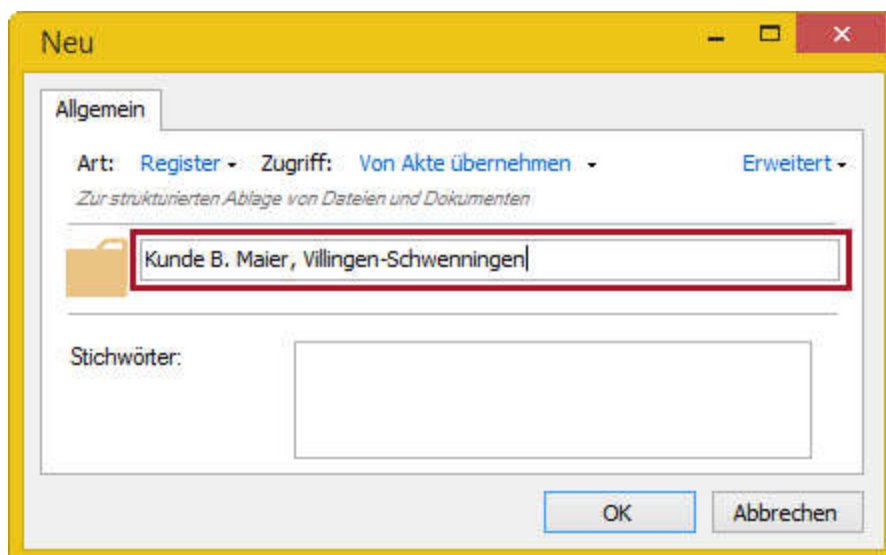 Neu
Allgemein
Art: Register Zugriff: Von Akte übernehmen Erweitert
Zur strukturierten Ablage von Dateien und Dokumenten
Kunde B. Maier, Villingen-Schwenningen
Stichwörter:
OK Abbrechen